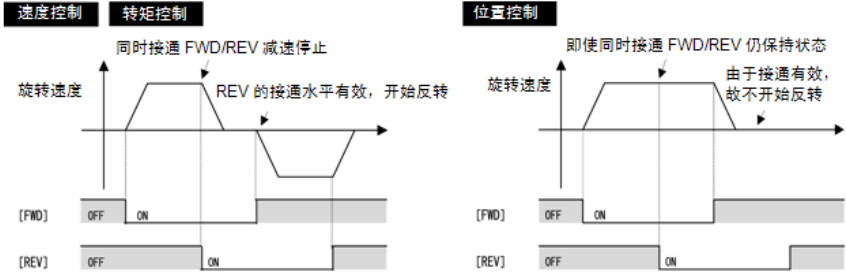 速度控制 转矩控制
同时接通 FWD/REV 减速停止
旋转速度
REV 的接通水平有效，开始反转
[FWD] OFF ON
[REV] OFF ON
位置控制
即使同时接通 FWD/REV 仍保持状态
旋转速度
由于接通有效，
故不开始反转
[FWD] OFF ON
[REV] OFF ON